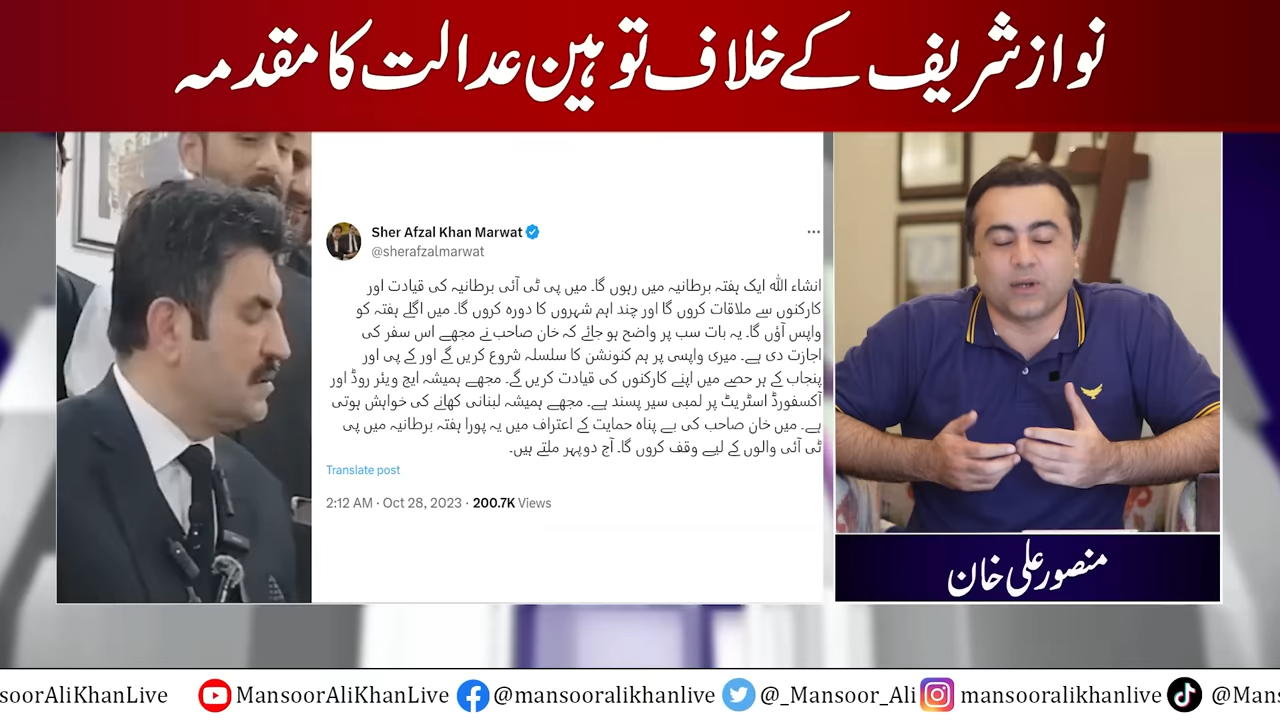 نواز شریف کے خلاف توہین عدالت کا مقدمہ
Sher Afzal Khan Marwat
@sherafzalmarwat
انشاء اللہ ایک ہفتہ برطانیہ میں رہوں گا۔ میں پی ٹی آئی برطانیہ کی قیادت اور
کارکنوں سے ملاقات کروں گا اور چند اہم شہروں کا دورہ کروں گا۔ میں اگلے ہفتہ کو
واپس آؤں گا۔ یہ بات سب پر واضح ہو جائے کہ خان صاحب نے مجھے اس سفر کی
اجازت دی ہے۔ میری واپسی پر ہم کنونشن کا سلسلہ شروع کریں گے اور کے پی اور
پنجاب کے ہر حصے میں اپنے کارکنوں کی قیادت کریں گے۔ مجھے ہمیشہ ایج ویئر روڈ اور
آکسفورڈ اسٹریٹ پر لمبی سیر پسند ہے۔ مجھے ہمیشہ لبنانی کھانے کی خواہش ہوتی
ہے۔ میں خان صاحب کی بے پناہ حمایت کے اعتراف میں یہ پورا ہفتہ برطانیہ میں پی
ٹی آئی والوں کے لیے وقف کروں گا۔ آج دوپہر ملتے ہیں۔
Translate post
2:12 AM · Oct 28, 2023 · 200.7K Views
منصور علی خان
soorAliKhanLive MansoorAliKhanLive @mansooralikhanlive @_Mansoor_Ali mansooralikhanlive @Mans